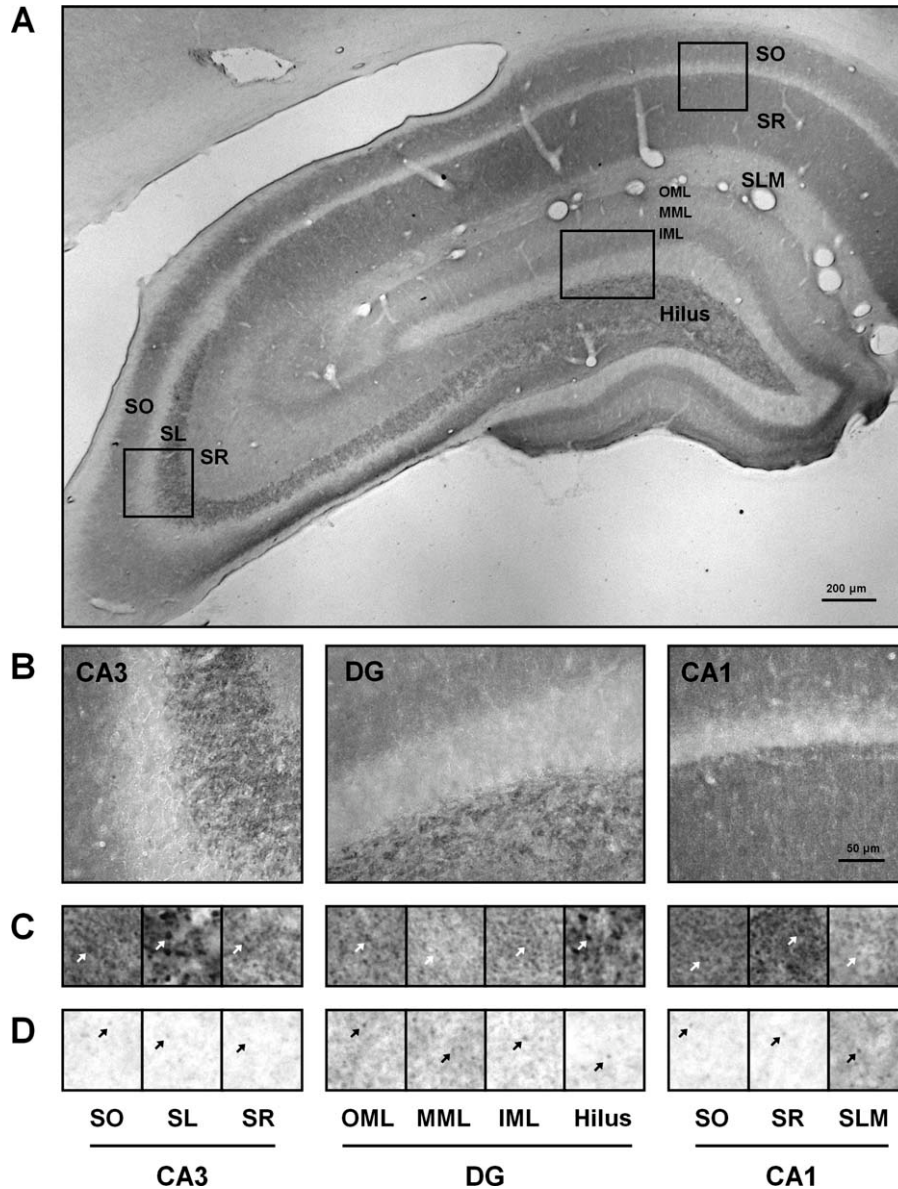 A
SO
SR
SLM
OML
MML
IML
Hilus
SO
SL
SR
200 µm
B
CA3
DG
CA1
50 µm
C
D
SO SL SR OML MML IML Hilus SO SR SLM
CA3 DG CA1